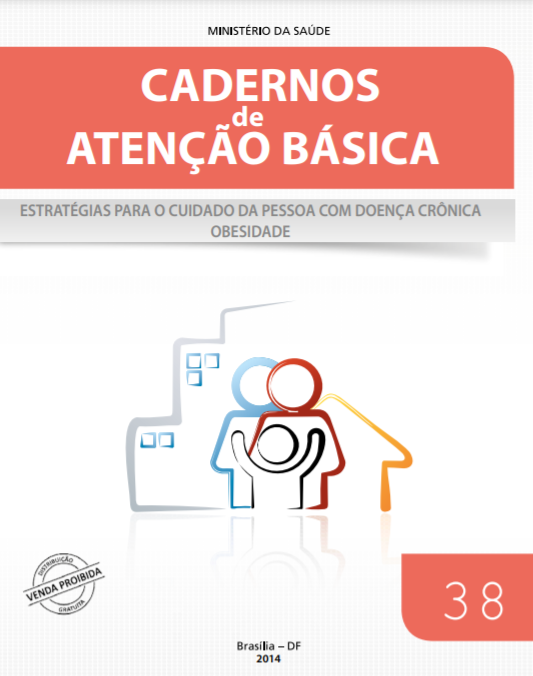 MINISTÉRIO DA SAÚDE
CADERNOS
de
ATENÇÃO BÁSICA
ESTRATÉGIAS PARA O CUIDADO DA PESSOA COM DOENÇA CRÔNICA
OBESIDADE
DISTRIBUIÇÃO
VENDA PROIBIDA
GRATUITA
38
Brasília – DF
2014